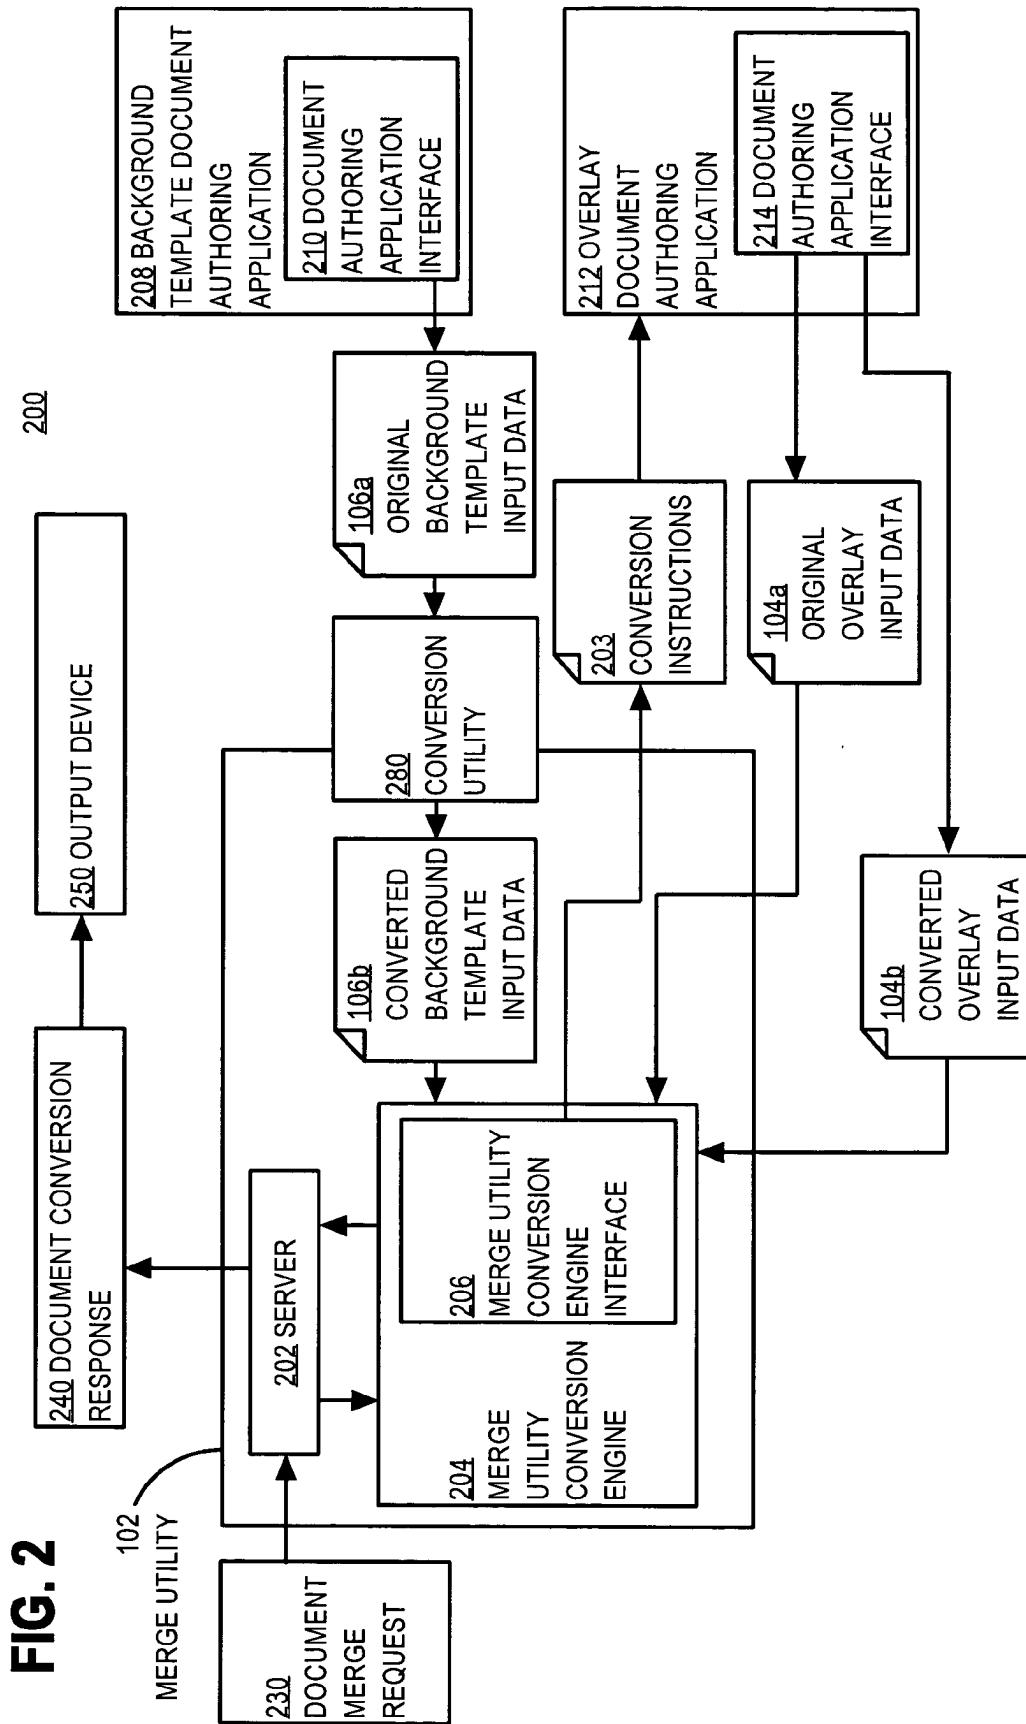 FIG. 2
200
102
MERGE UTILITY
230 DOCUMENT
MERGE
REQUEST
240 DOCUMENT CONVERSION
RESPONSE
250 OUTPUT DEVICE
202 SERVER
204 MERGE
UTILITY
CONVERSION
ENGINE
206 MERGE UTILITY
CONVERSION
ENGINE
INTERFACE
106b CONVERTED
BACKGROUND
TEMPLATE
INPUT DATA
280 CONVERSION
UTILITY
106a ORIGINAL
BACKGROUND
TEMPLATE
INPUT DATA
208 BACKGROUND
TEMPLATE DOCUMENT
AUTHORING
APPLICATION
210 DOCUMENT
AUTHORING
APPLICATION
INTERFACE
203
CONVERSION
INSTRUCTIONS
212 OVERLAY
DOCUMENT
AUTHORING
APPLICATION
214 DOCUMENT
AUTHORING
APPLICATION
INTERFACE
104a
ORIGINAL
OVERLAY
INPUT DATA
104b CONVERTED
OVERLAY
INPUT DATA